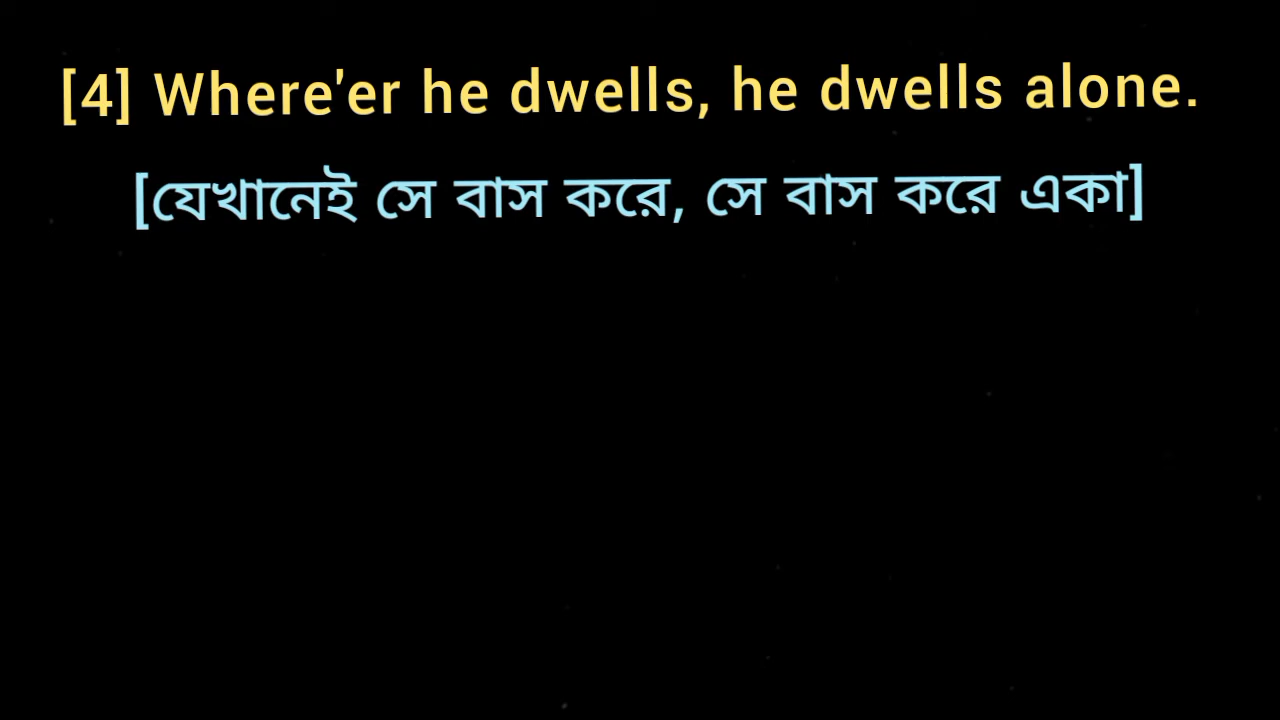 [4] Where'er he dwells, he dwells alone.
[যেখানেই সে বাস করে, সে বাস করে একা]